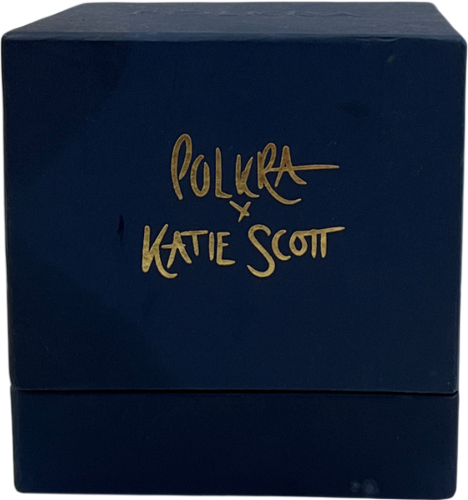 POLKRA
x
KATIE SCOTT